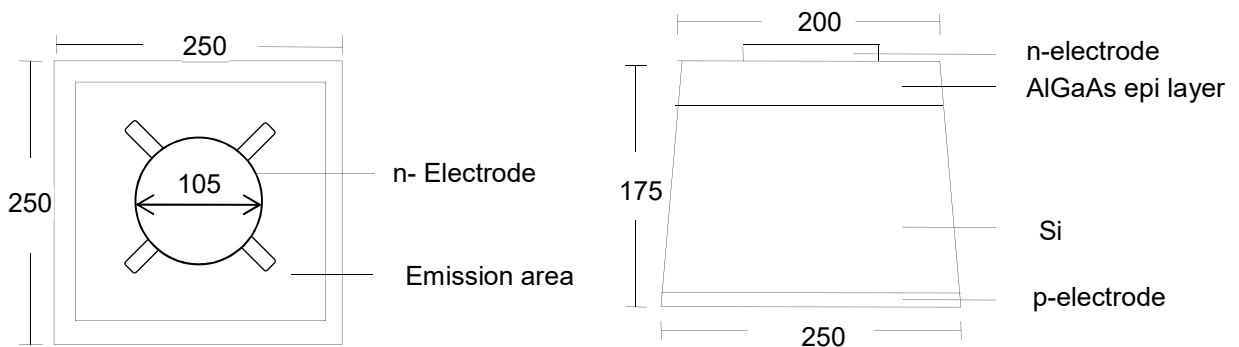 250
250
105
n- Electrode
Emission area
200
n-electrode
AlGaAs epi layer
175
Si
p-electrode
250